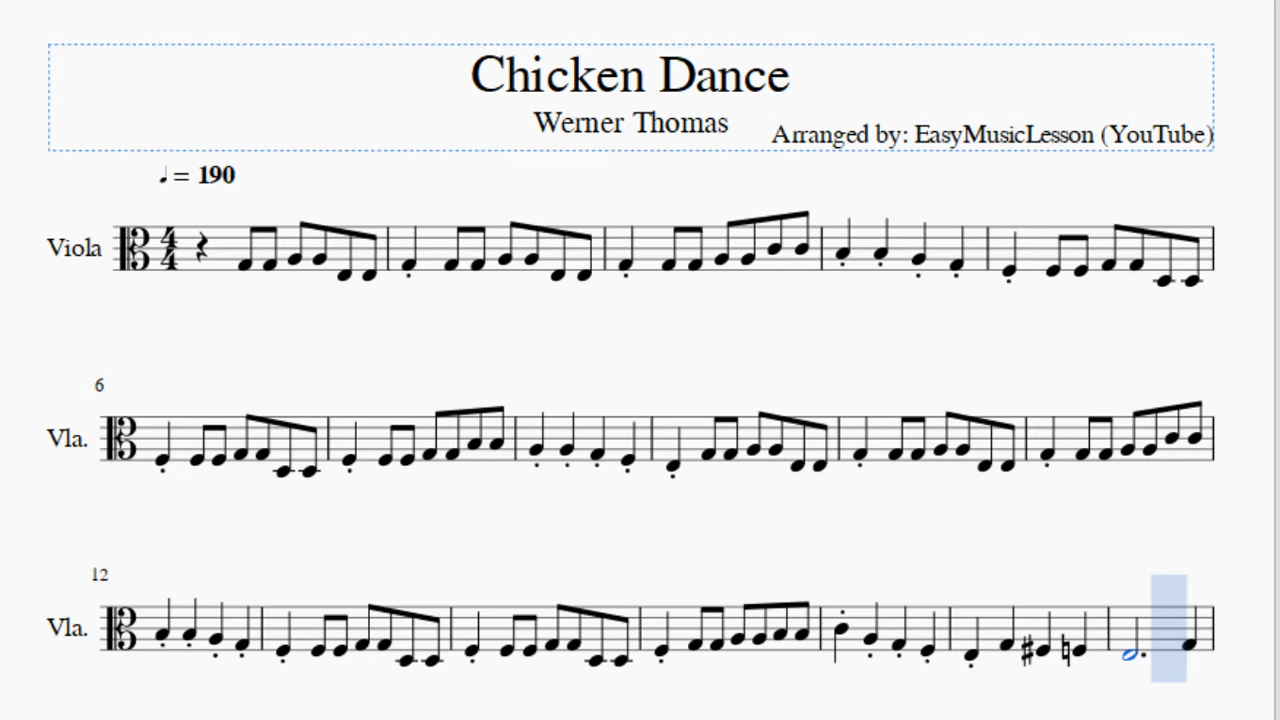 Chicken Dance
Werner Thomas
Arranged by: EasyMusicLesson (YouTube)
♩ = 190
Viola
6
Vla.
12
Vla.